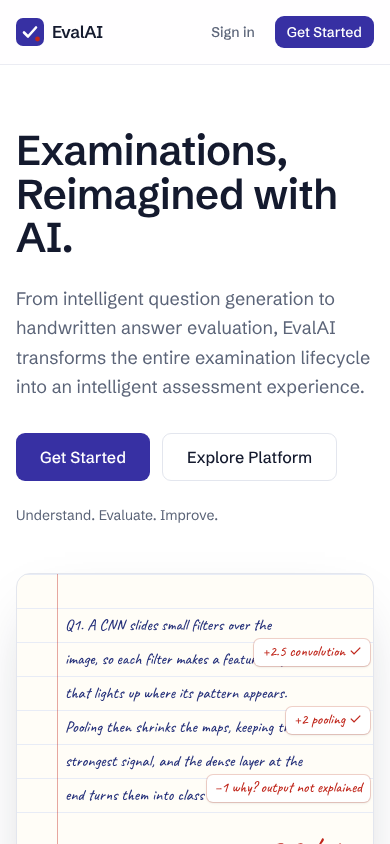 EvalAI
Sign in
Get Started
Examinations,
Reimagined with
AI.
From intelligent question generation to
handwritten answer evaluation, EvalAI
transforms the entire examination lifecycle
into an intelligent assessment experience.
Get Started
Explore Platform
Understand. Evaluate. Improve.
Q1. A CNN slides small filters over the
image, so each filter makes a
+2.5 convolution ✓
that lights up where its pattern appears.
Pooling then shrinks the maps, keeping
+2 pooling ✓
strongest signal, and the dense layer at the
end turns them into class
−1 why? output not explained